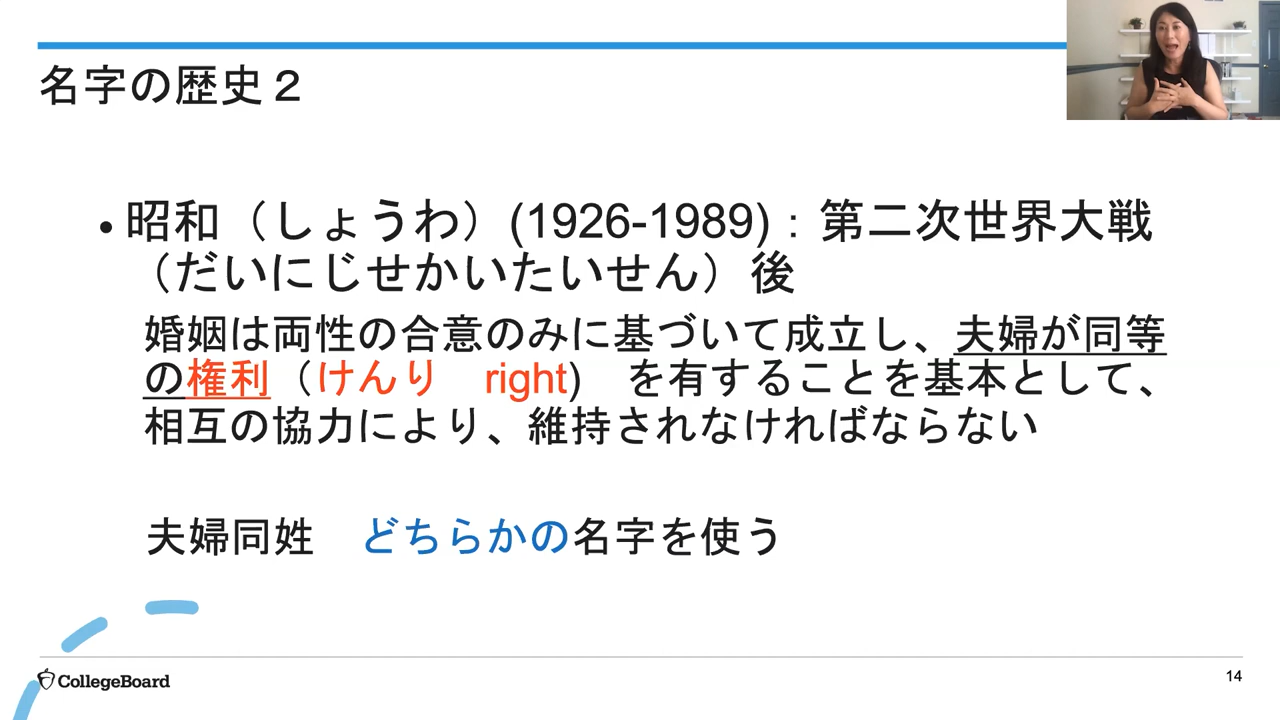 名字の歴史２
• 昭和（しょうわ）(1926-1989)：第二次世界大戦
（だいにじせかいたいせん）後
婚姻は両性の合意のみに基づいて成立し、夫婦が同等
の権利（けんり　right)　を有することを基本として、
相互の協力により、維持されなければならない
夫婦同姓　どちらかの名字を使う
CollegeBoard
14